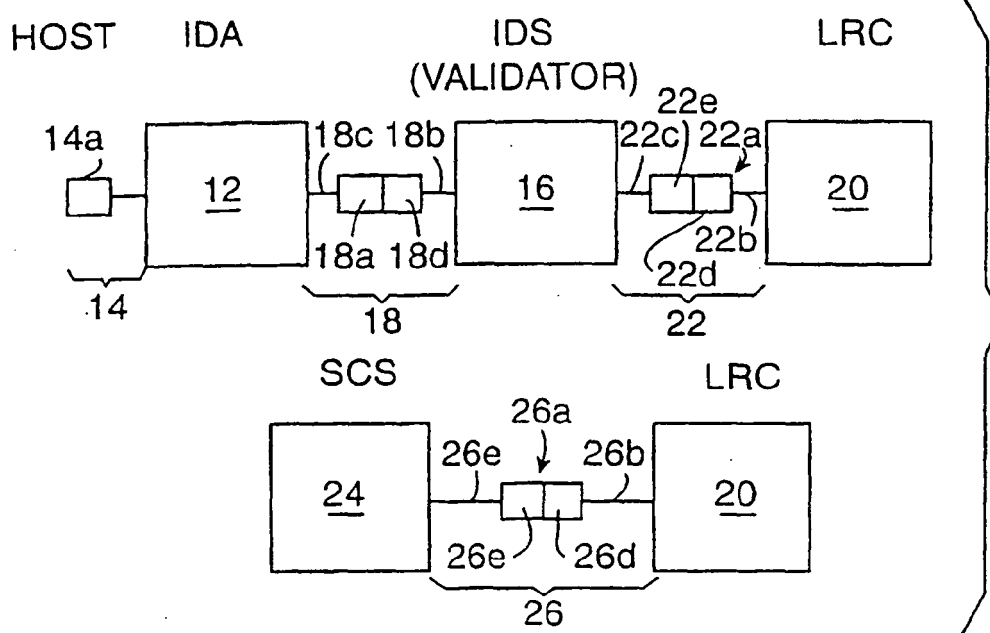 HOST IDA IDS LRC
(VALIDATOR)
22e
14a 18c 18b 22c 22a
12 16 20
18a 18d 22b
22d
14 18 22
SCS LRC
26a
26e 26b
24 20
26e 26d
26